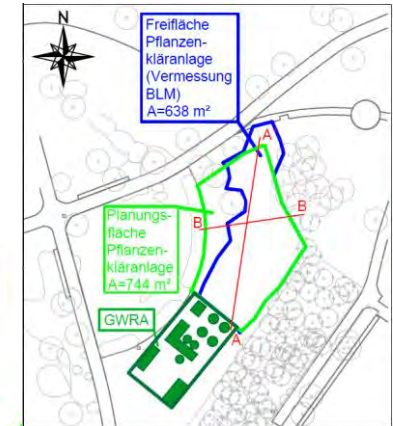 N
Freifläche
Pflanzen-
kläranlage
(Vermessung
BLM)
A=638 m²
A
Planungs-
fläche
Pflanzen-
kläranlage
A=744 m²
B
B
GWRA
A